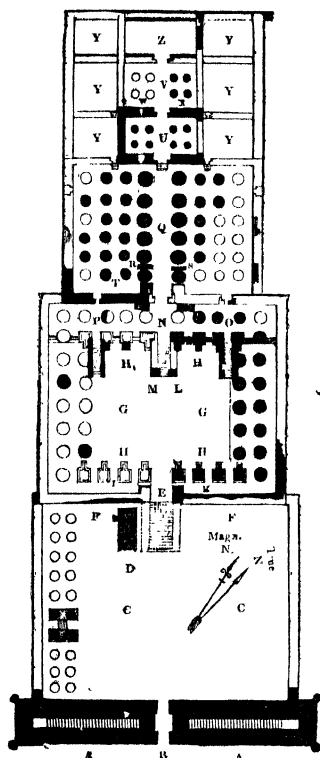 Y Z Y
Y V Y
W X
Y U Y
Q
R S
T
P N O
H H
M L
G G
H H
E K
F F
Magn.
N.
D
C C
A B A